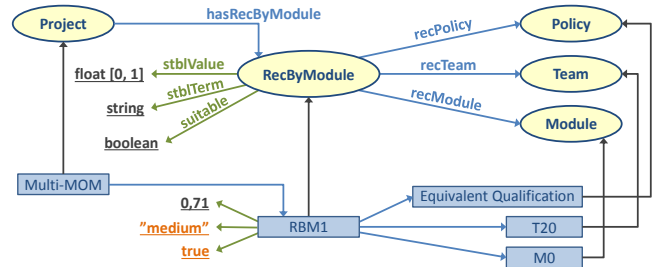 Project
hasRecByModule
Policy
recPolicy
stblValue
float [0, 1]
RecByModule
recTeam
Team
stblTerm
string
suitable
recModule
Module
boolean
Multi-MOM
Equivalent Qualification
0,71
"medium"
RBM1
T20
true
M0